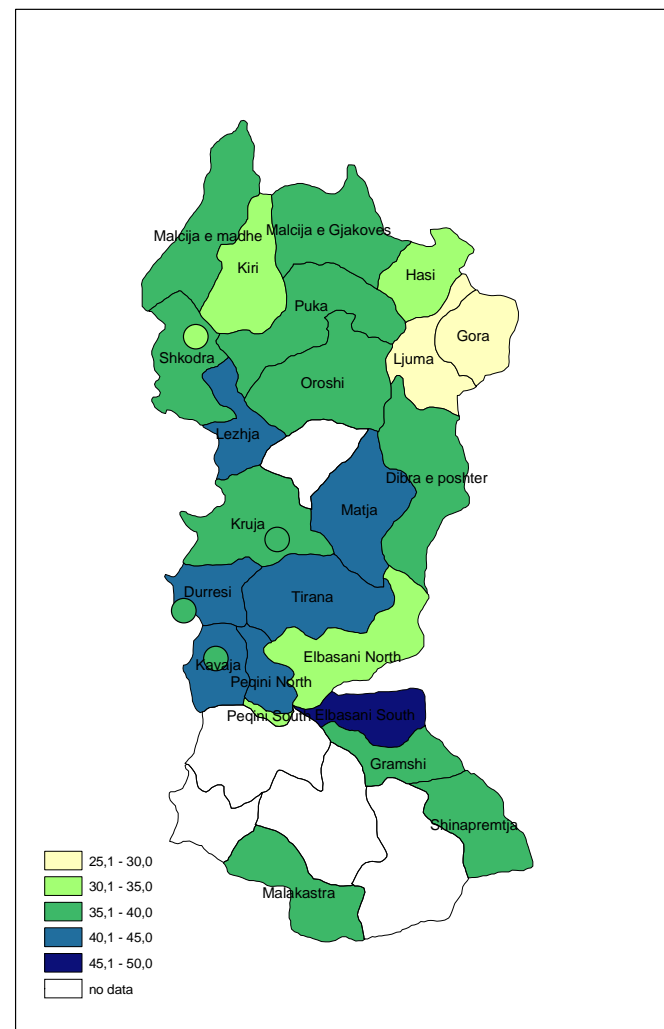 Malcija e madhe
Malcija e Gjakoves
Kiri
Hasi
Puka
Gora
Shkodra
Ljuma
Oroshi
Lezhja
Dibra e poshter
Matja
Kruja
Durresi
Tirana
Elbasani North
Kavaja
Peqini North
Peqini South
Elbasani South
Gramshi
Shinapremtja
Malakastra
25,1 - 30,0
30,1 - 35,0
35,1 - 40,0
40,1 - 45,0
45,1 - 50,0
no data